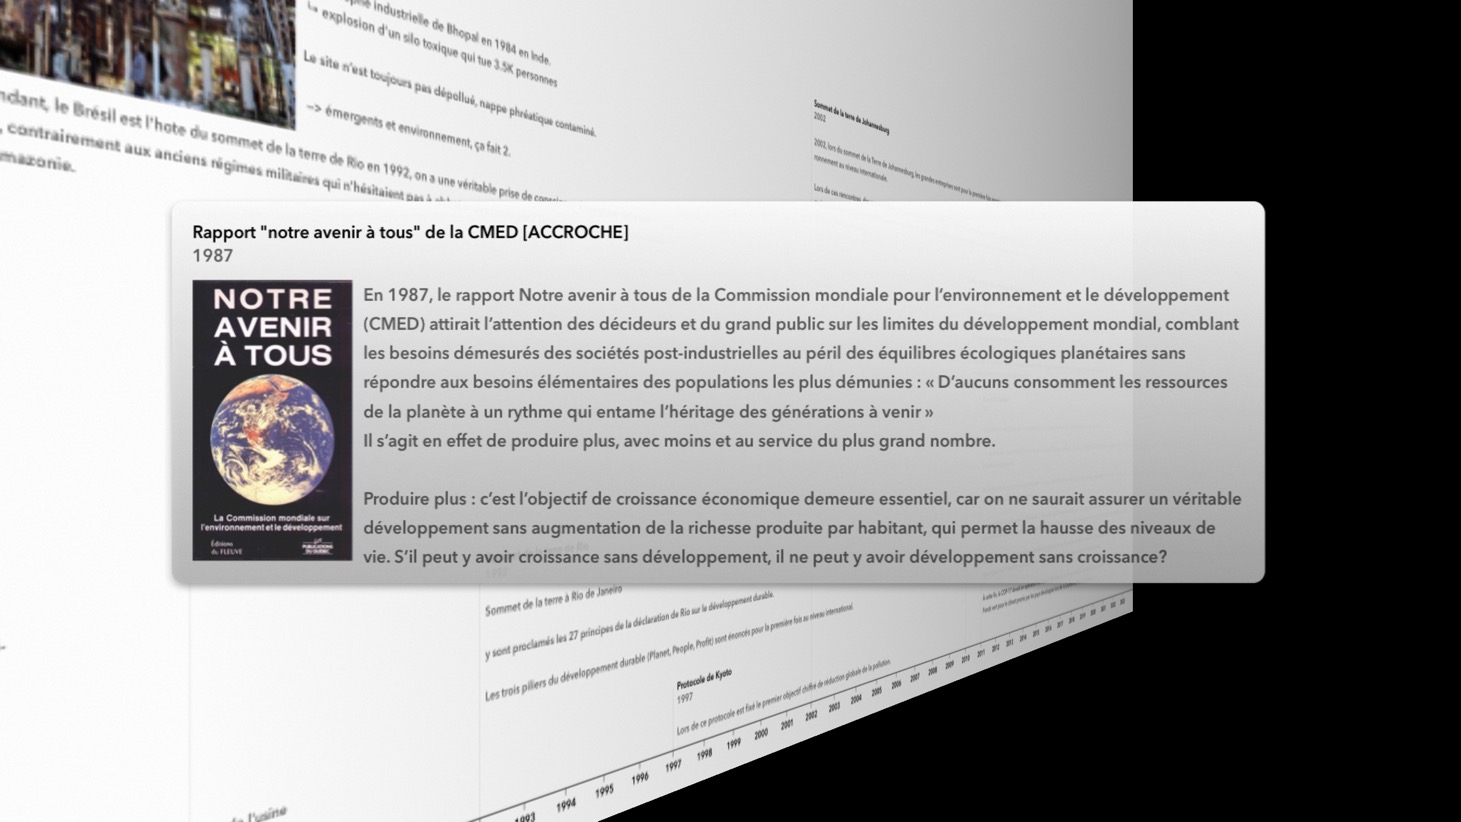 industrielle de Bhopal en 1984 en Inde.
explosion d'un silo toxique qui tue 3.5K personnes
Le site n'est toujours pas dépollué, nappe phréatique contaminé.
--> émergents et environnement, ça fait 2.
le Brésil est l'hote du sommet de la terre de Rio en 1992, on a une véritable prise de
contrairement aux anciens régimes militaires qui n'hésitaient pas à
Sommet de la terre de Johannesburg
2002
2002, lors du sommet de la Terre de Johannesburg, les grandes entreprises sont pour la première
Rapport "notre avenir à tous" de la CMED [ACCROCHE]
1987
NOTRE
AVENIR
À TOUS
La Commission mondiale sur
l'environnement et le développement
Éditions
du FLEUVE
PUBLICATIONS
DU QUÉBEC
En 1987, le rapport Notre avenir à tous de la Commission mondiale pour l'environnement et le développement
(CMED) attirait l'attention des décideurs et du grand public sur les limites du développement mondial, comblant
les besoins démesurés des sociétés post-industrielles au péril des équilibres écologiques planétaires sans
répondre aux besoins élémentaires des populations les plus démunies : « D'aucuns consomment les ressources
de la planète à un rythme qui entame l'héritage des générations à venir »
Il s'agit en effet de produire plus, avec moins et au service du plus grand nombre.
Produire plus : c'est l'objectif de croissance économique demeure essentiel, car on ne saurait assurer un véritable
développement sans augmentation de la richesse produite par habitant, qui permet la hausse des niveaux de
vie. S'il peut y avoir croissance sans développement, il ne peut y avoir développement sans croissance?
Sommet de la terre à Rio de Janeiro
y sont proclamés les 27 principes de la déclaration de Rio sur le développement durable.
Les trois piliers du développement durable (Planet, People, Profit) sont énoncés pour la première fois au niveau international.
Protocole de Kyoto
1997
Lors de ce protocole est fixé le premier objectif chiffré de réduction globale de la pollution.
1993 1994 1995 1996 1997 1998 1999 2000 2001 2002 2003 2004 2005 2006 2007 2008 2009 2010 2011 2012 2013 2014 2015 2016 2017 2018 2019
l'usine